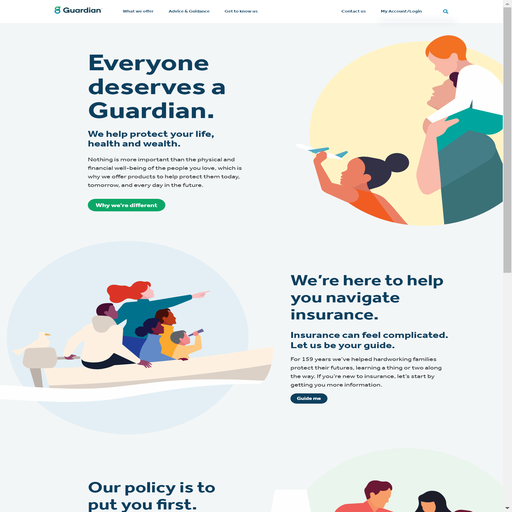 Guardian
What we offer
Advice & Guidance
Get to know us
Contact us
My Account/Login
Everyone
deserves a
Guardian.
We help protect your life,
health and wealth.
Nothing is more important than the physical and
financial well-being of the people you love, which is
why we offer products to help protect them today,
tomorrow, and every day in the future.
Why we're different
We're here to help
you navigate
insurance.
Insurance can feel complicated.
Let us be your guide.
For 159 years we've helped hardworking families
protect their futures, learning a thing or two along
the way. If you're new to insurance, let's start by
getting you more information.
Guide me
Our policy is to
put you first.